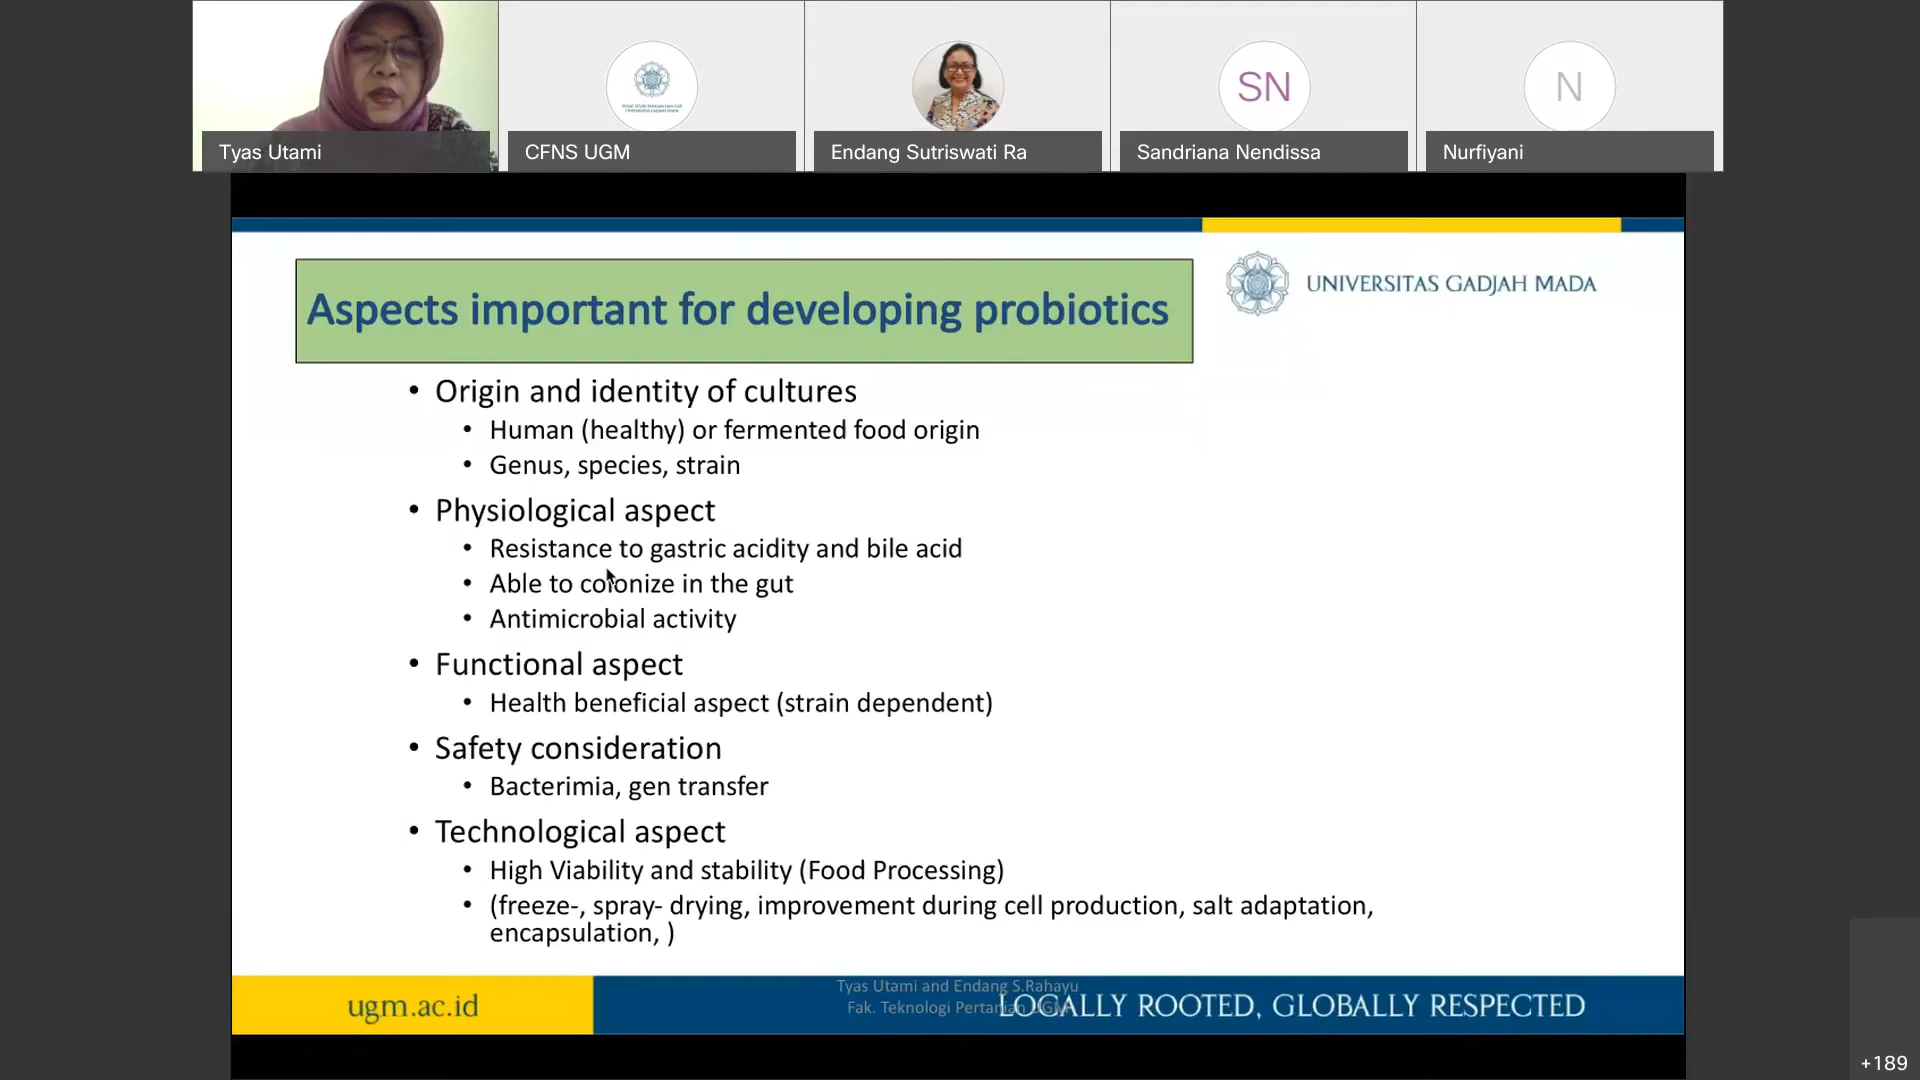 Tyas Utami
CFNS UGM
Endang Sutriswati Ra
SN
Sandriana Nendissa
N
Nurfiyani
Aspects important for developing probiotics
UNIVERSITAS GADJAH MADA
• Origin and identity of cultures
• Human (healthy) or fermented food origin
• Genus, species, strain
• Physiological aspect
• Resistance to gastric acidity and bile acid
• Able to colonize in the gut
• Antimicrobial activity
• Functional aspect
• Health beneficial aspect (strain dependent)
• Safety consideration
• Bacterimia, gen transfer
• Technological aspect
• High Viability and stability (Food Processing)
• (freeze-, spray- drying, improvement during cell production, salt adaptation,
encapsulation, )
ugm.ac.id
Tyas Utami and Endang S.Rahayu
Fak. Teknologi Pertanian UGM
LOCALLY ROOTED, GLOBALLY RESPECTED
+189